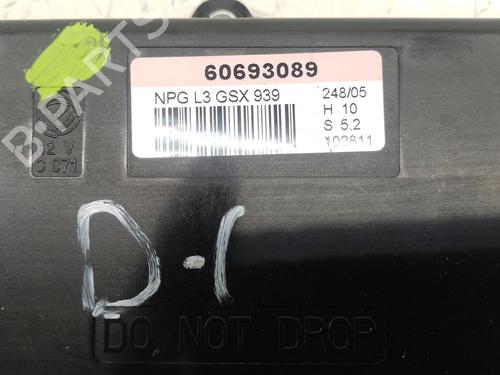 B-PARTS
60693089
NPG L3 GSX 939
248/05
H 10
S 5,2
102811
12 V
C 071
D-1
DO NOT DROP